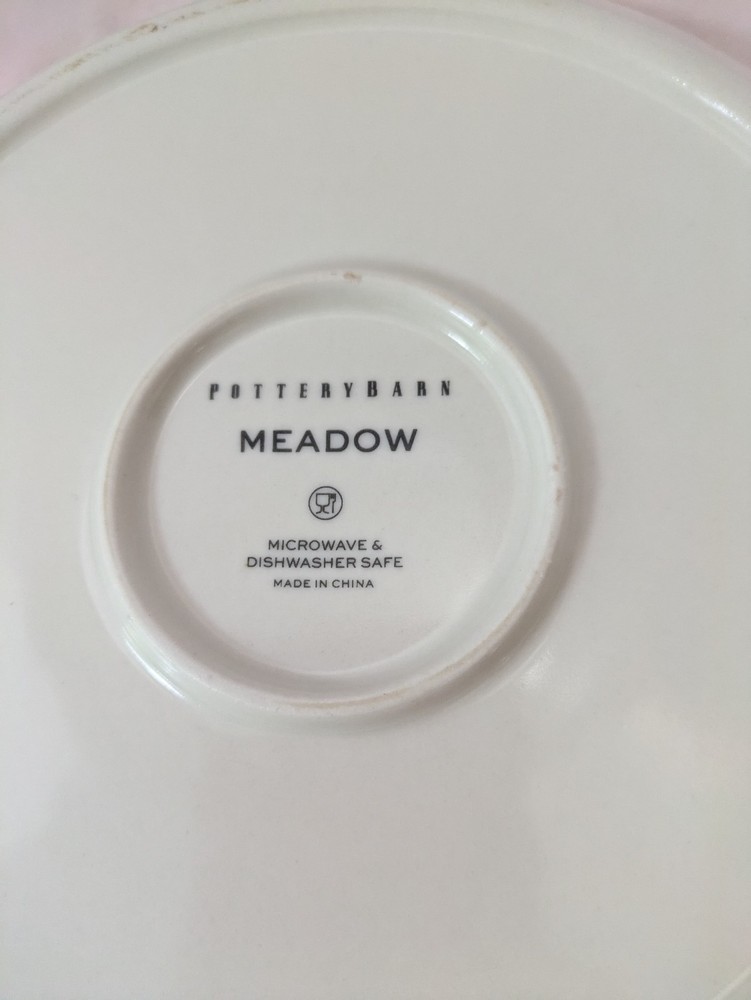 POTTERYBARN
MEADOW
MICROWAVE &
DISHWASHER SAFE
MADE IN CHINA